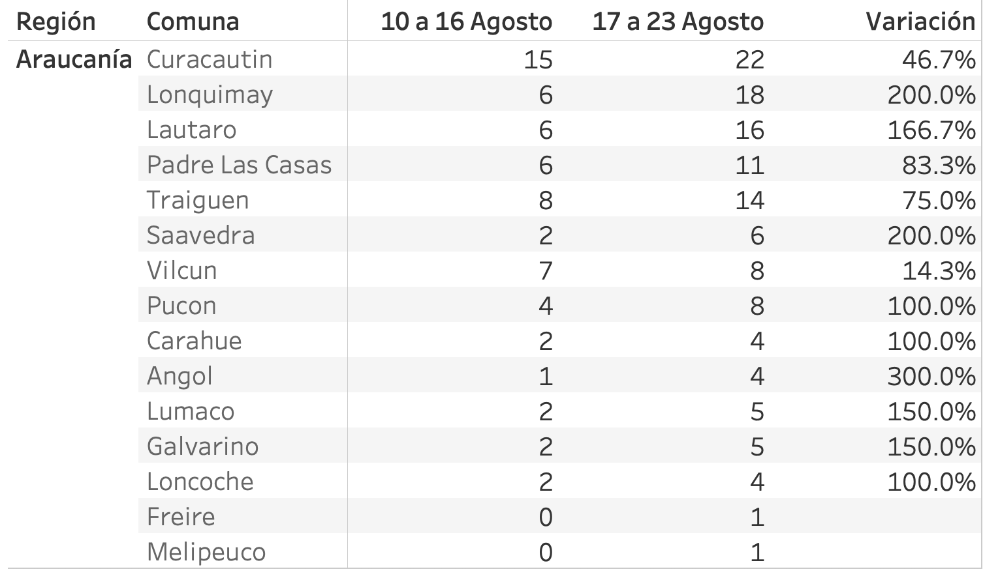 Región Comuna 10 a 16 Agosto 17 a 23 Agosto Variación
Araucanía Curacautin 15 22 46.7%
Lonquimay 6 18 200.0%
Lautaro 6 16 166.7%
Padre Las Casas 6 11 83.3%
Traiguen 8 14 75.0%
Saavedra 2 6 200.0%
Vilcun 7 8 14.3%
Pucon 4 8 100.0%
Carahue 2 4 100.0%
Angol 1 4 300.0%
Lumaco 2 5 150.0%
Galvarino 2 5 150.0%
Loncoche 2 4 100.0%
Freire 0 1
Melipeuco 0 1